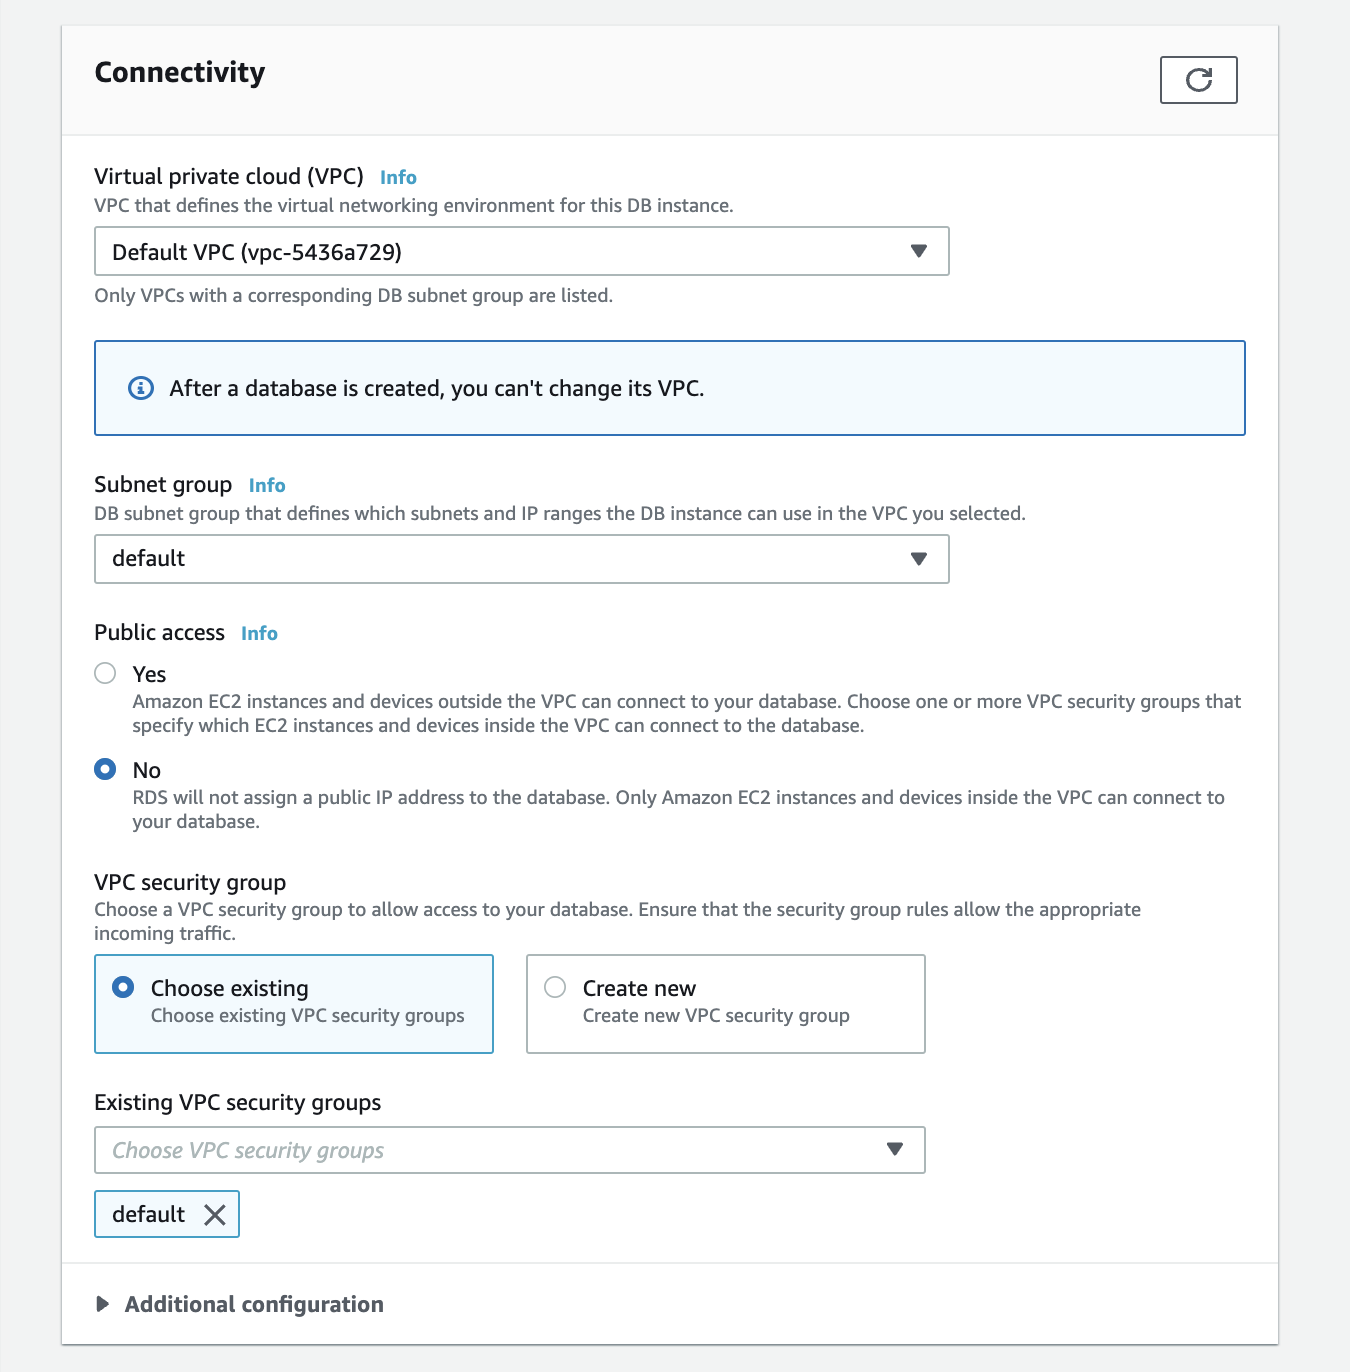 Connectivity
Virtual private cloud (VPC) Info
VPC that defines the virtual networking environment for this DB instance.
Default VPC (vpc-5436a729)
Only VPCs with a corresponding DB subnet group are listed.
After a database is created, you can't change its VPC.
Subnet group Info
DB subnet group that defines which subnets and IP ranges the DB instance can use in the VPC you selected.
default
Public access Info
Yes
Amazon EC2 instances and devices outside the VPC can connect to your database. Choose one or more VPC security groups that
specify which EC2 instances and devices inside the VPC can connect to the database.
No
RDS will not assign a public IP address to the database. Only Amazon EC2 instances and devices inside the VPC can connect to
your database.
VPC security group
Choose a VPC security group to allow access to your database. Ensure that the security group rules allow the appropriate
incoming traffic.
Choose existing
Choose existing VPC security groups
Create new
Create new VPC security group
Existing VPC security groups
Choose VPC security groups
default
Additional configuration